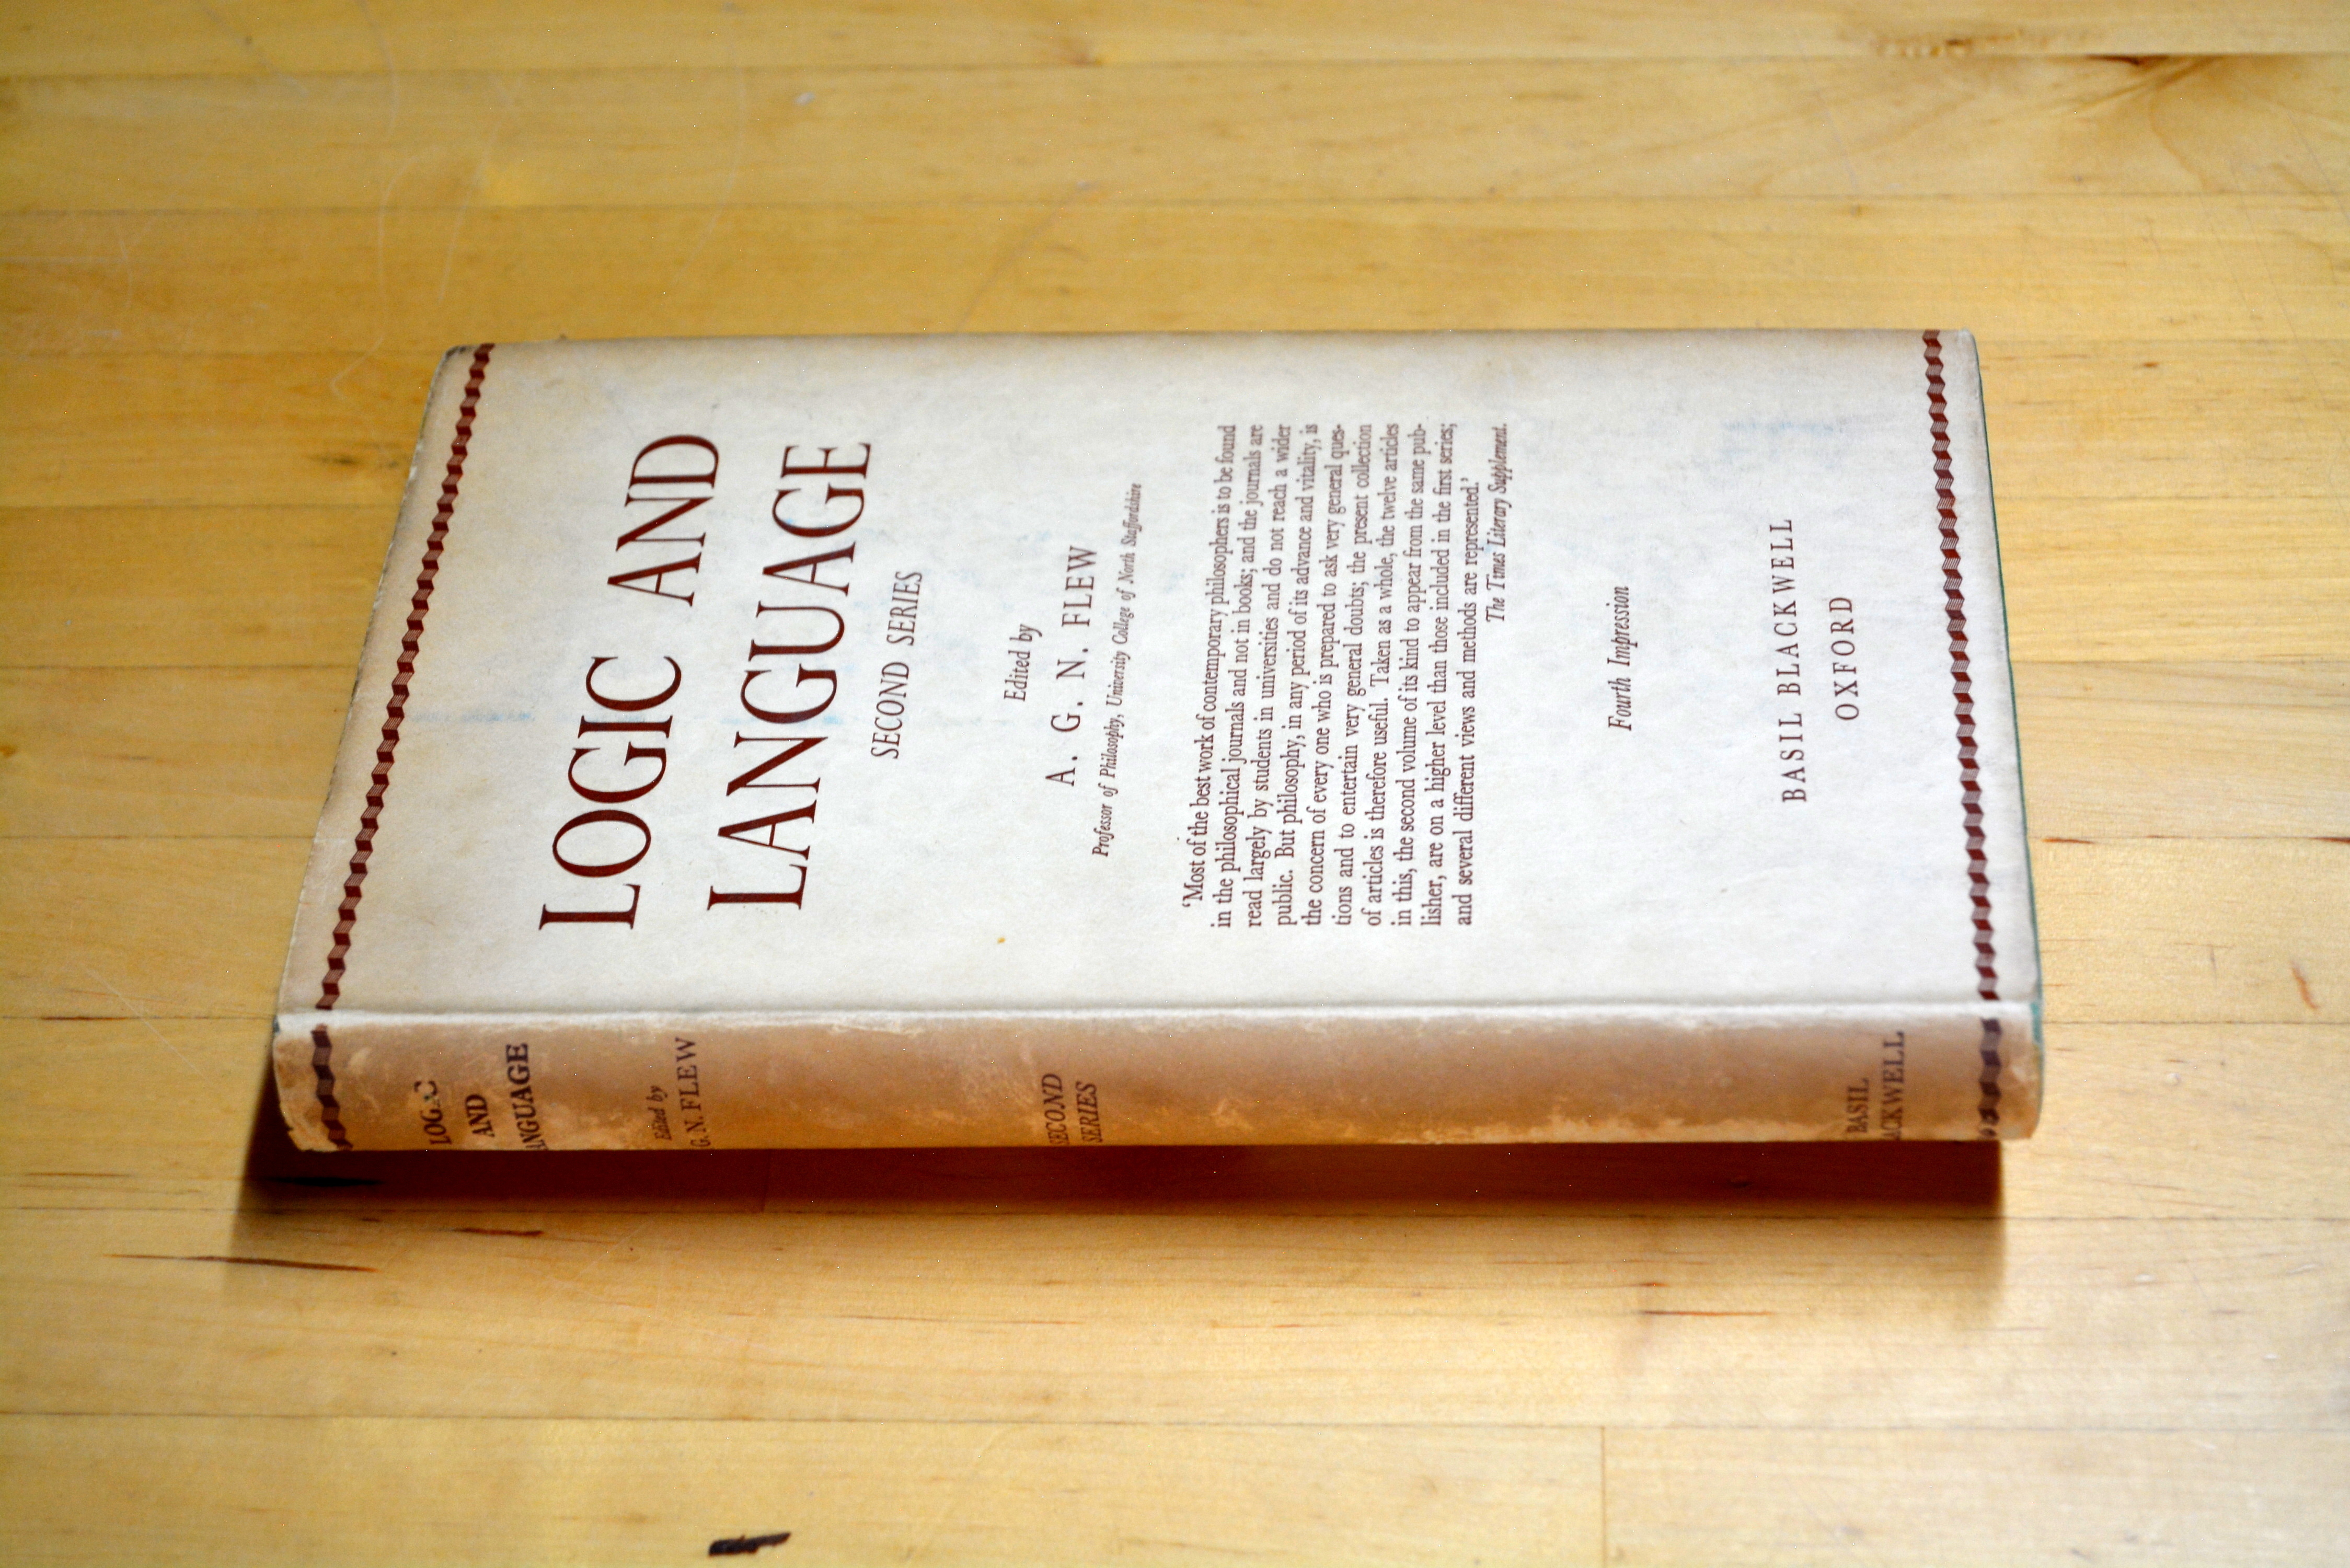 LOGIC AND
LANGUAGE
SECOND SERIES
Edited by
A. G. N. FLEW
Professor of Philosophy, University College of North Staffordshire
‘Most of the best work of contemporary philosophers is to be found
in the philosophical journals and not in books; and the journals are
read largely by students in universities and do not reach a wider
public. But philosophy, in any period of its advance and vitality, is
the concern of every one who is prepared to ask very general ques-
tions and to entertain very general doubts; the present collection
of articles is therefore useful. Taken as a whole, the twelve articles
in this, the second volume of its kind to appear from the same pub-
lisher, are on a higher level than those included in the first series;
and several different views and methods are represented.’
The Times Literary Supplement.
Fourth Impression
BASIL BLACKWELL
OXFORD
LOGIC
AND
ANGUAGE
Edited by
G. N. FLEW
SECOND
SERIES
BASIL
ACKWELL